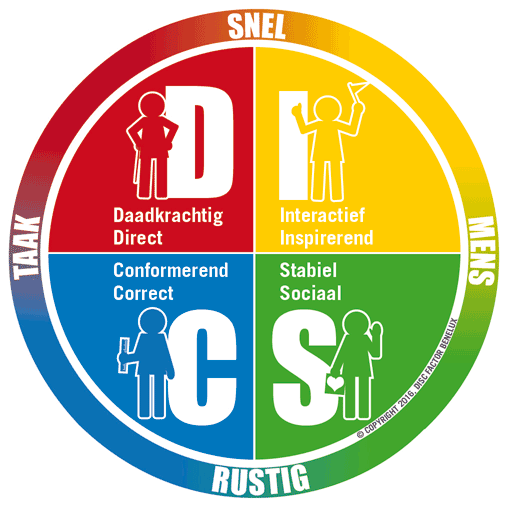 SNEL
TAAK
MENS
D
Daadkrachtig
Direct
I
Interactief
Inspirerend
Conformerend
Correct
C
Stabiel
Sociaal
S
© COPYRIGHT 2016, DISC FACTOR BENELUX
RUSTIG